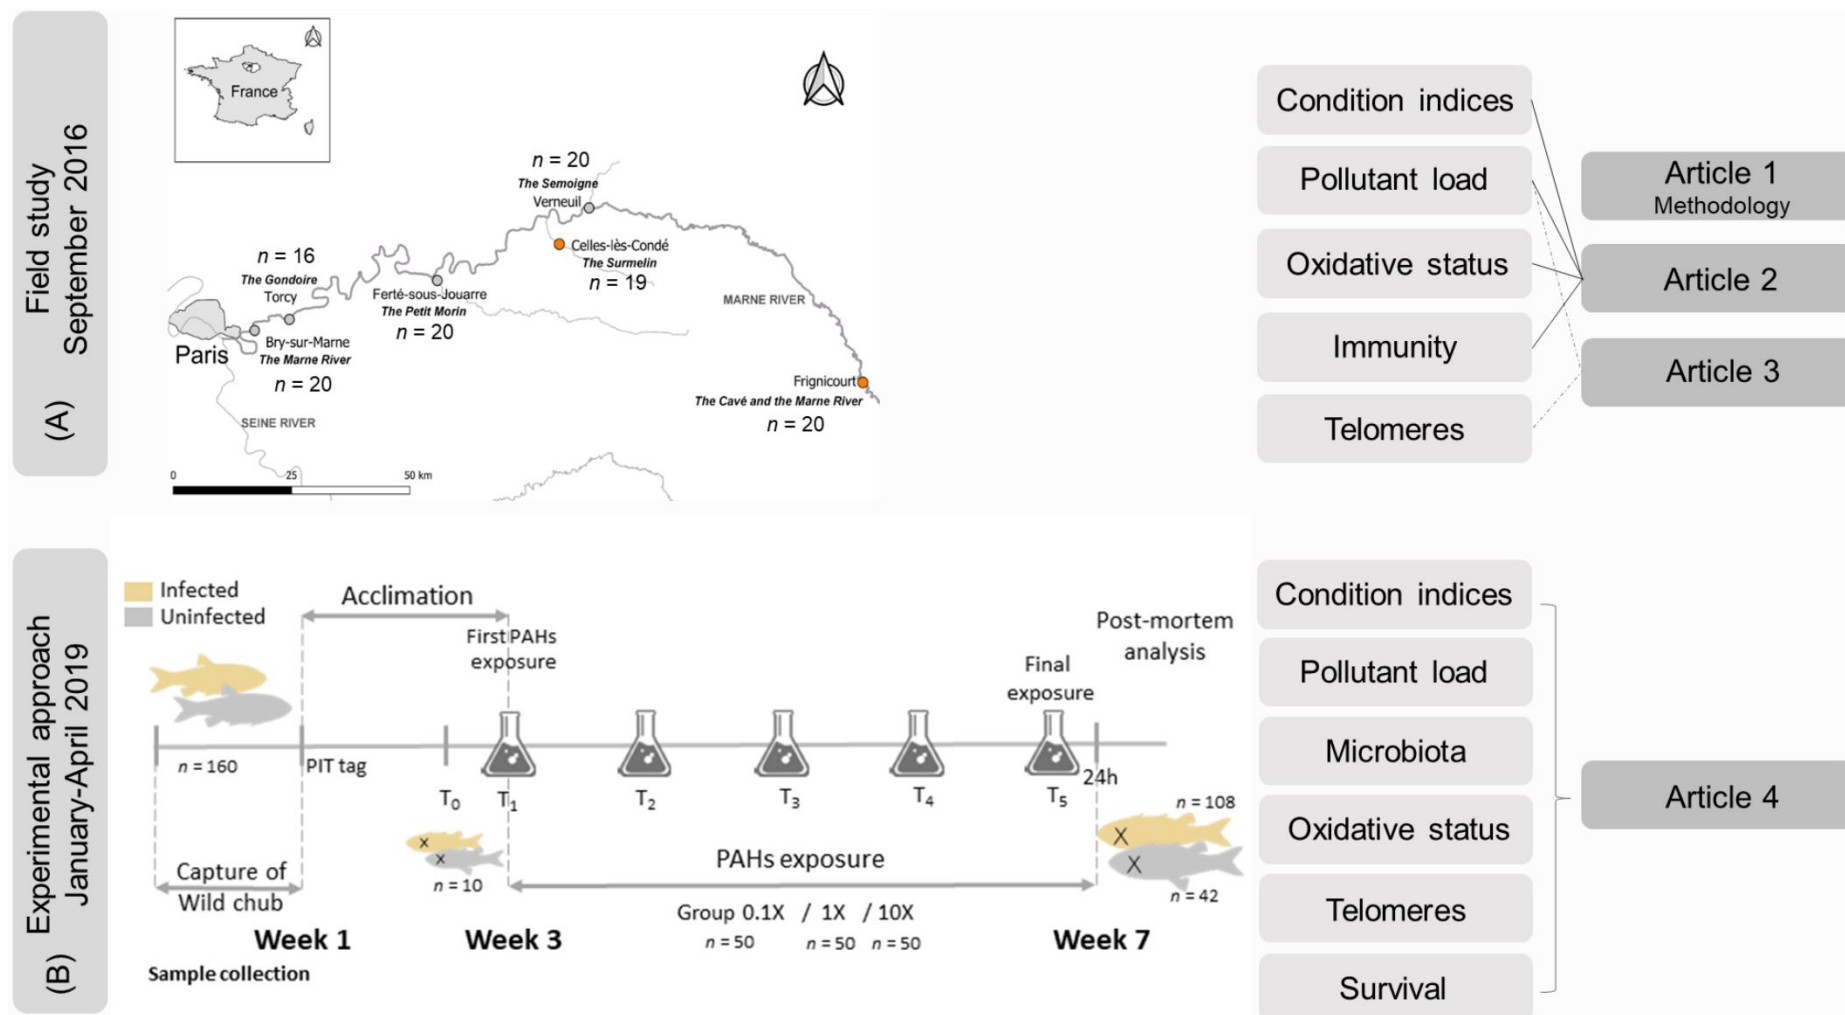 Field study
September 2016
(A)
France
n = 20
The Semoigne
Verneuil
Celles-lès-Condé
The Surmelin
n = 19
n = 16
The Gondoire
Torcy
Ferté-sous-Jouarre
The Petit Morin
n = 20
MARNE RIVER
Paris
Bry-sur-Marne
The Marne River
n = 20
Frignicourt
The Cavé and the Marne River
n = 20
SEINE RIVER
0 25 50 km
Condition indices
Pollutant load
Oxidative status
Immunity
Telomeres
Article 1
Methodology
Article 2
Article 3
Experimental approach
January-April 2019
(B)
Infected
Uninfected
Acclimation
First PAHs
exposure
Final
exposure
Post-mortem
analysis
n = 160
PIT tag
24h
T0 T1 T2 T3 T4 T5
n = 108
n = 10
X
X
X
X
n = 42
Capture of
Wild chub
PAHs exposure
Group 0.1X / 1X / 10X
n = 50 n = 50 n = 50
Week 1 Week 3 Week 7
Sample collection
Condition indices
Pollutant load
Microbiota
Oxidative status
Telomeres
Survival
Article 4